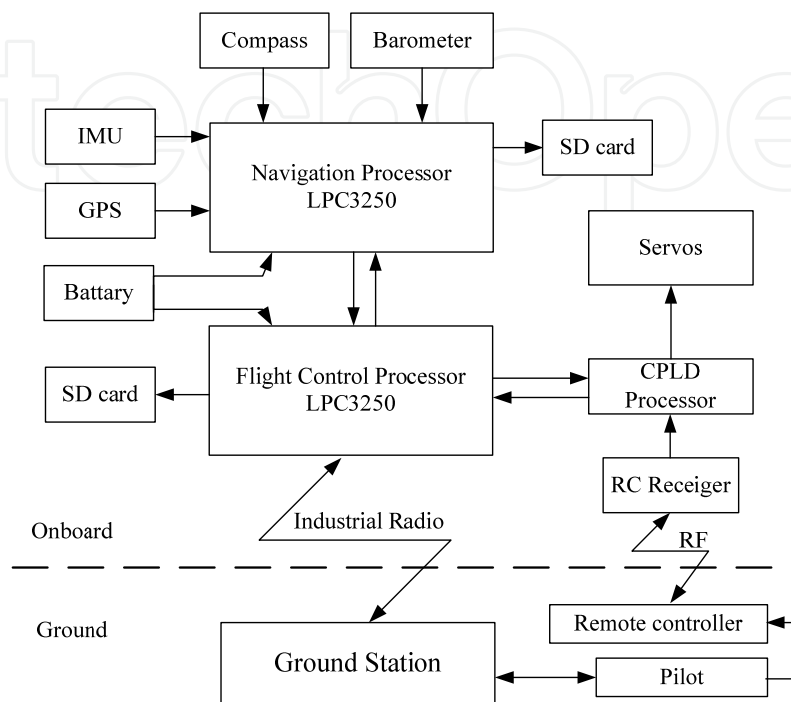 Compass
Barometer
IMU
Navigation Processor
LPC3250
SD card
GPS
Servos
Battary
Flight Control Processor
LPC3250
CPLD
Processor
SD card
RC Receiger
Industrial Radio
Onboard
RF
Ground
Remote controller
Ground Station
Pilot